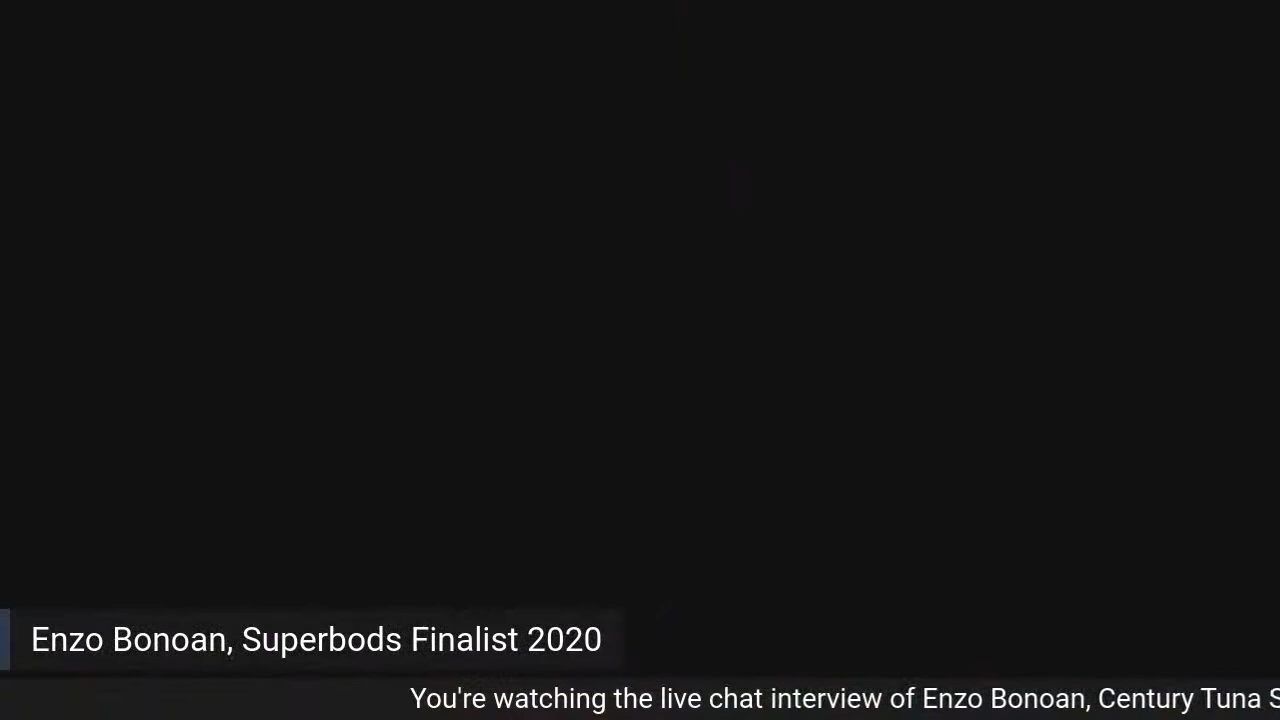 Enzo Bonoan, Superbods Finalist 2020
You're watching the live chat interview of Enzo Bonoan, Century Tuna S